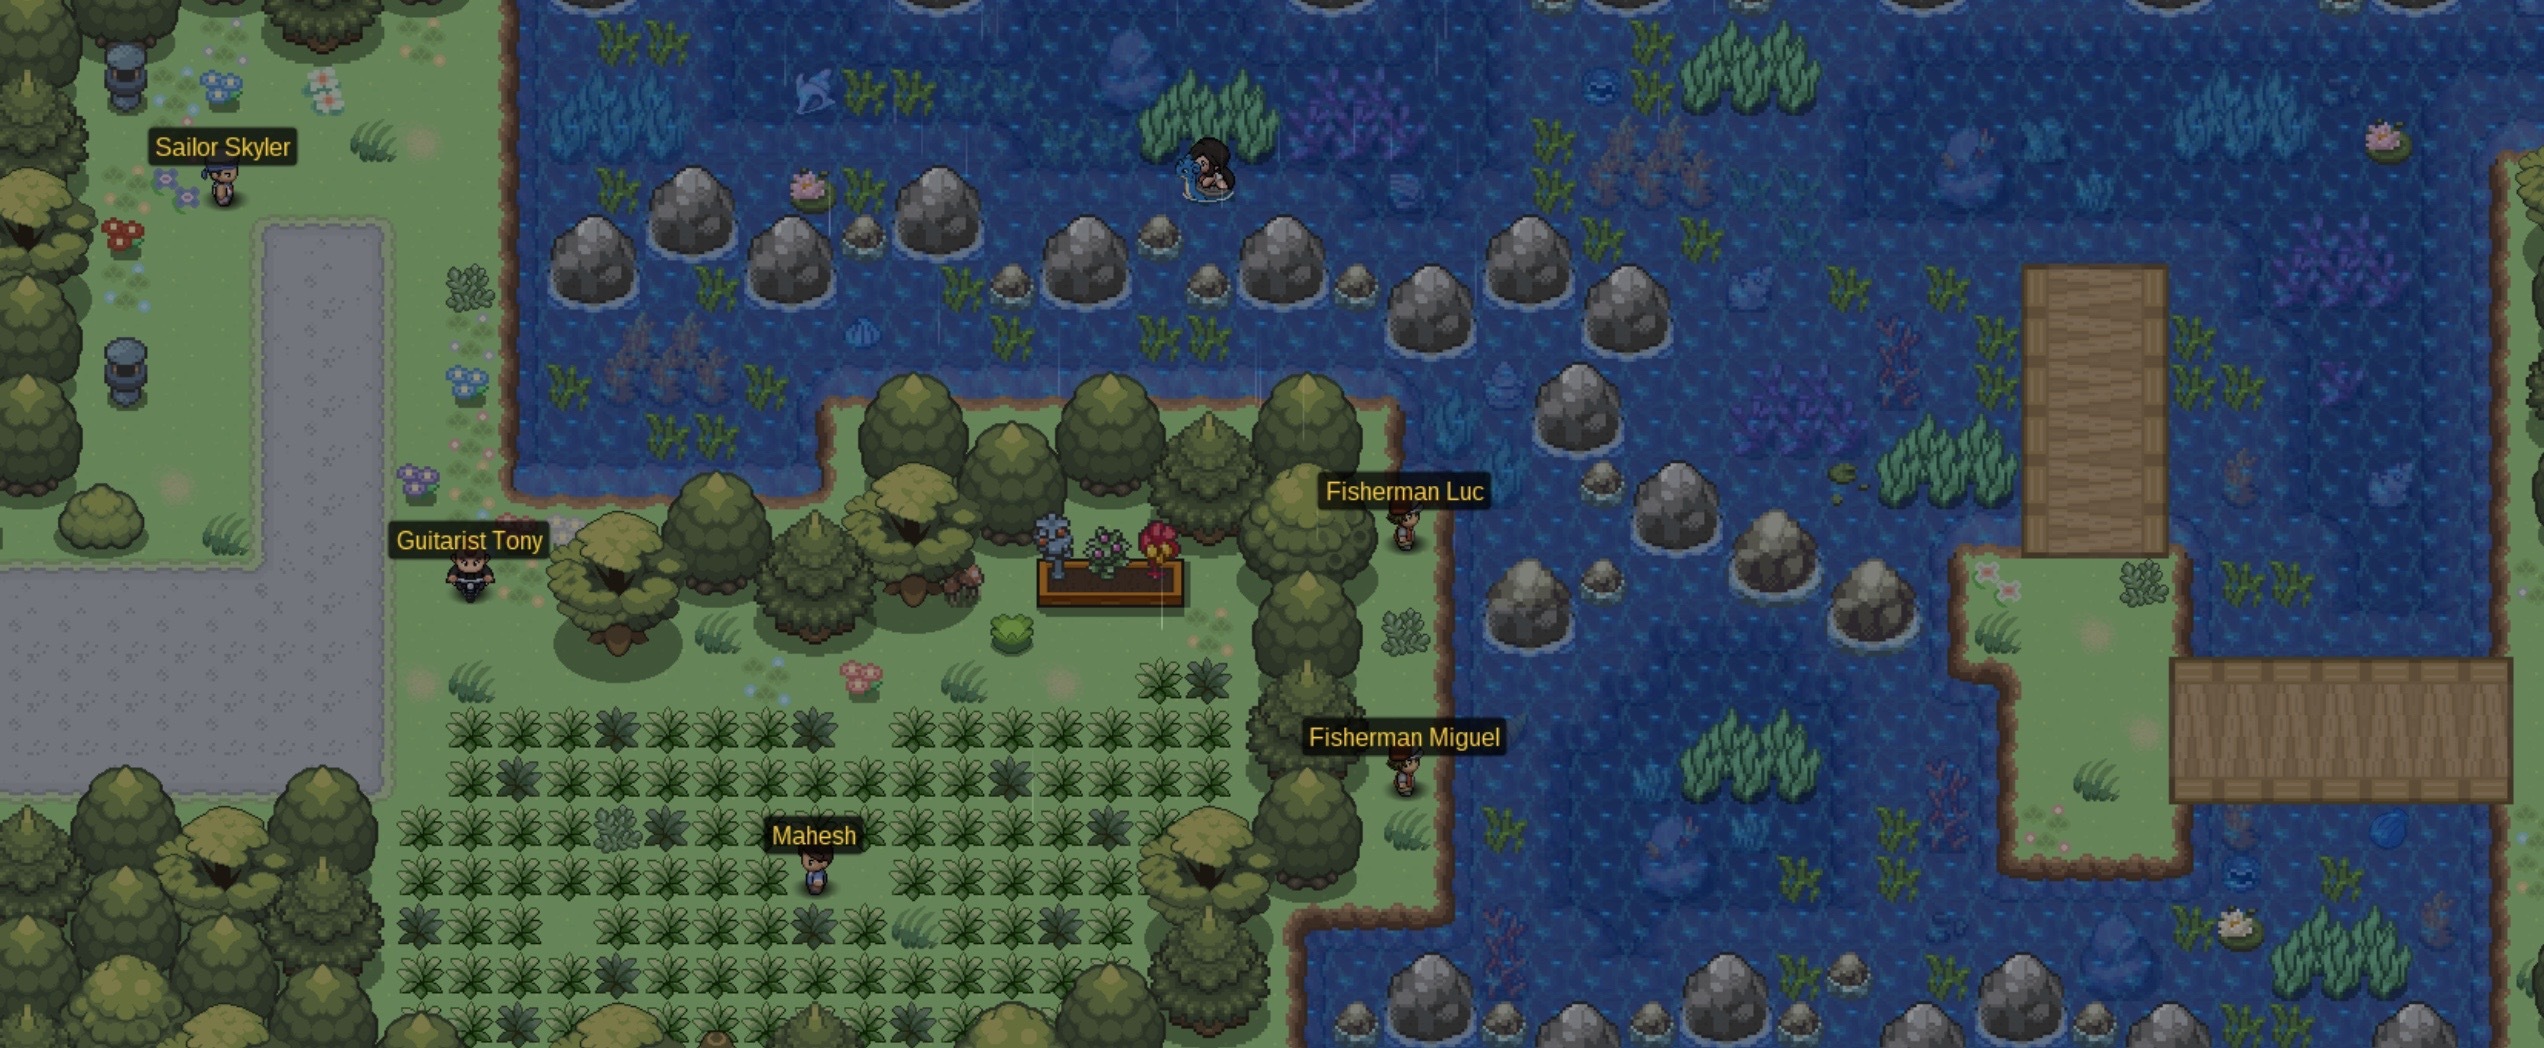 Sailor Skyler
Fisherman Luc
Guitarist Tony
Fisherman Miguel
Mahesh